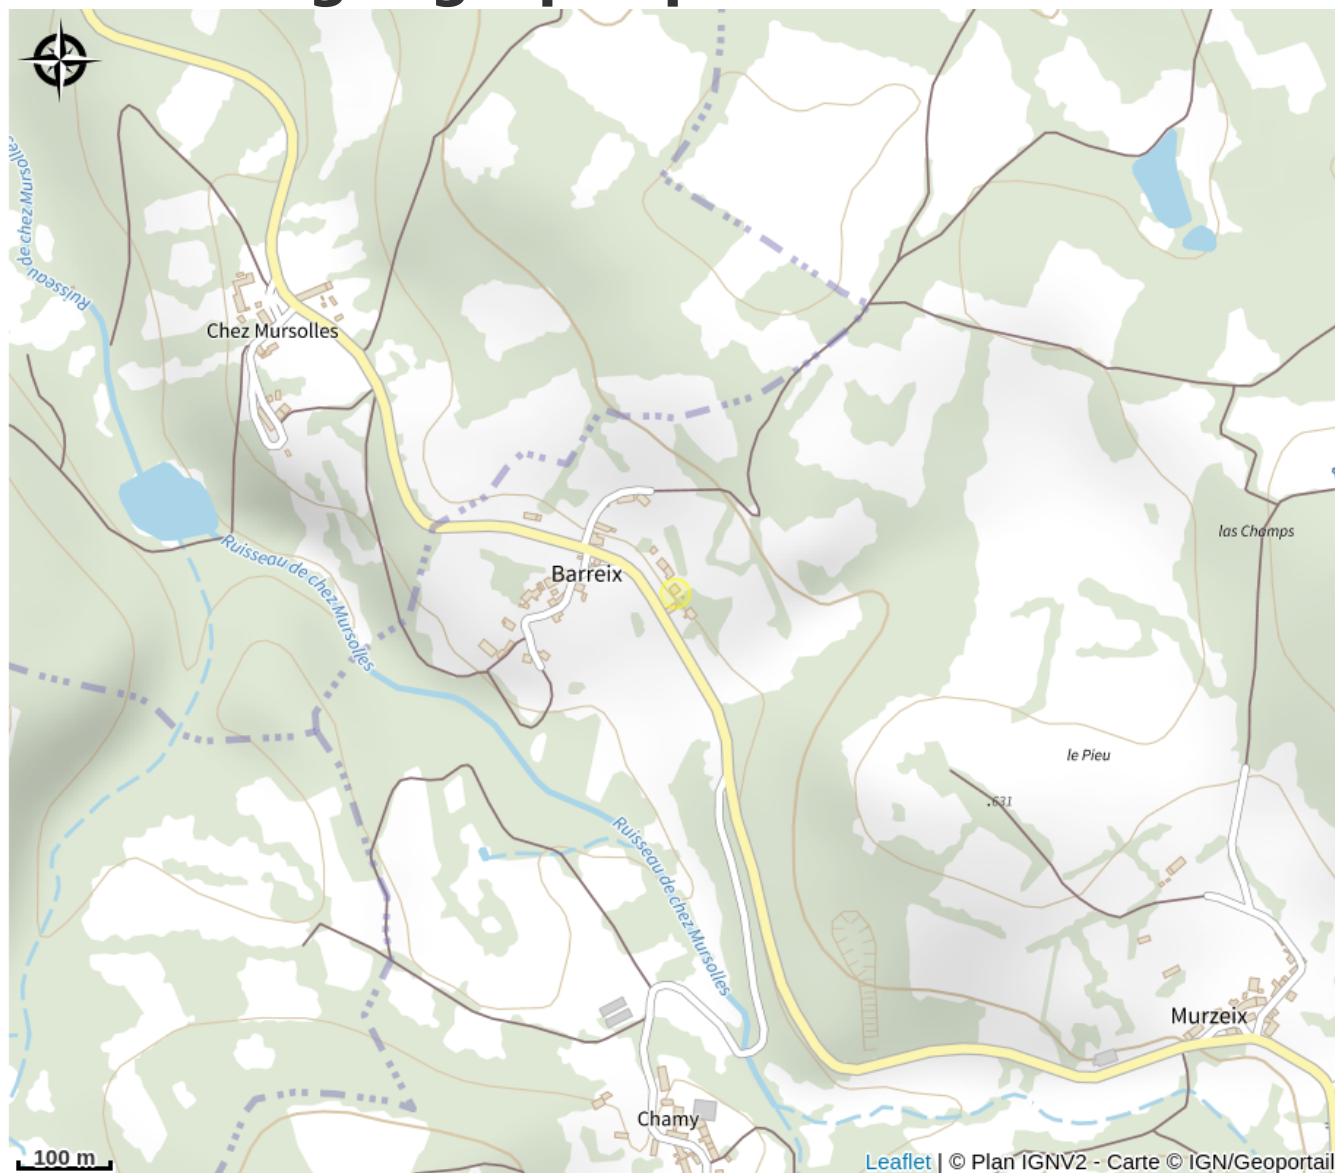 Ruisseau de chez Mursolles
Chez Mursolles
las Champs
Ruisseau de chez Mursolles
Barreix
le Pieu
.631
Ruisseau de chez Mursolles
Murzeix
Chamy
100 m
Leaflet | © Plan IGNV2 - Carte © IGN/Geoportail